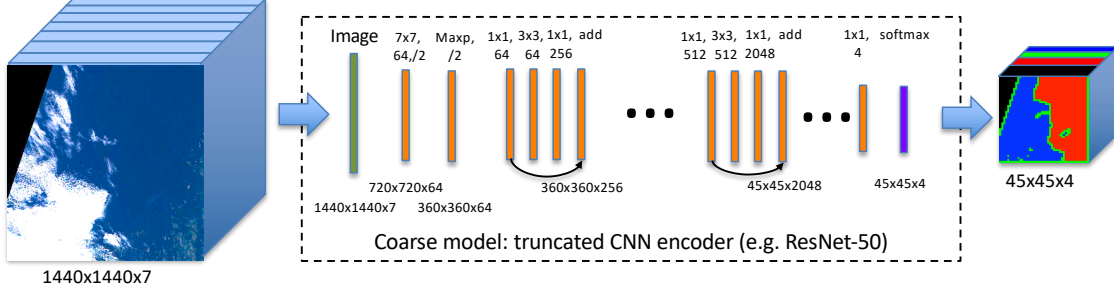 Image
7x7,
64,/2
Maxp,
/2
1x1, 3x3, 1x1, add
64 64 256
1x1, 3x3, 1x1, add
512 512 2048
1x1, softmax
4
720x720x64
360x360x256
45x45x2048
45x45x4
1440x1440x7
360x360x64
Coarse model: truncated CNN encoder (e.g. ResNet-50)
1440x1440x7
45x45x4